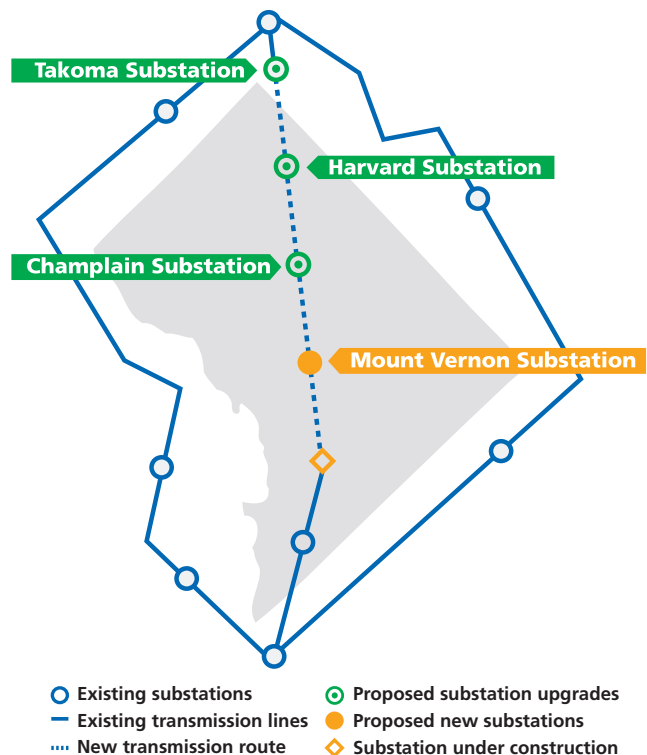 Takoma Substation
Harvard Substation
Champlain Substation
Mount Vernon Substation
Existing substations
Existing transmission lines
New transmission route
Proposed substation upgrades
Proposed new substations
Substation under construction